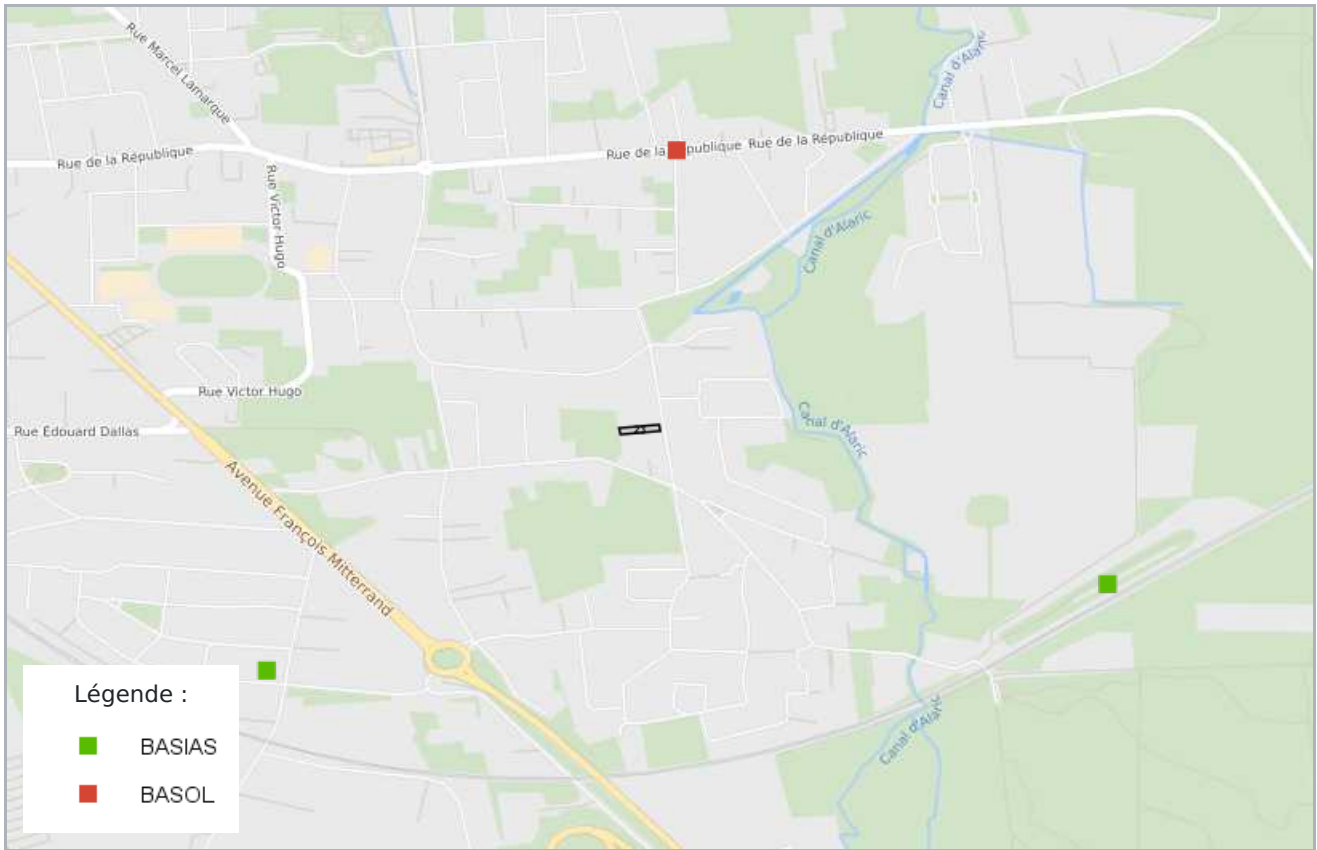 Rue Marcel Lamarque
Canal d'Alaric
Rue de la République
Rue de la République
Rue de la République
Rue Victor Hugo
Canal d'Alaric
Rue Victor Hugo
Canal d'Alaric
Rue Édouard Dallas
Avenue François Mitterrand
Canal d'Alaric
Légende :
BASIAS
BASOL